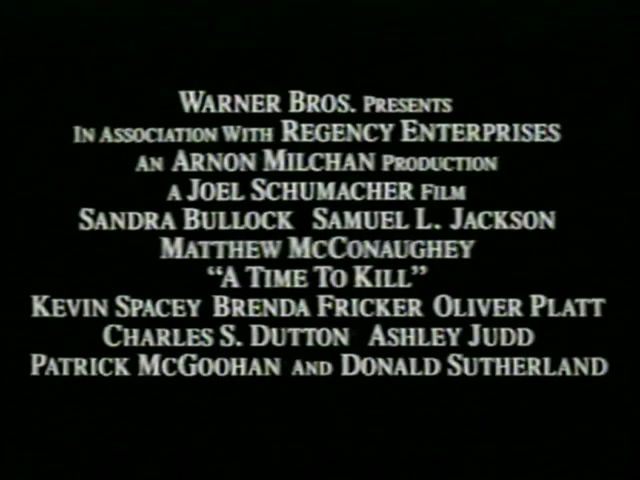 WARNER BROS. PRESENTS
IN ASSOCIATION WITH REGENCY ENTERPRISES
AN ARNON MILCHAN PRODUCTION
A JOEL SCHUMACHER FILM
SANDRA BULLOCK SAMUEL L. JACKSON
MATTHEW MCCONAUGHEY
“A TIME TO KILL”
KEVIN SPACEY BRENDA FRICKER OLIVER PLATT
CHARLES S. DUTTON ASHLEY JUDD
PATRICK MCGOOHAN AND DONALD SUTHERLAND